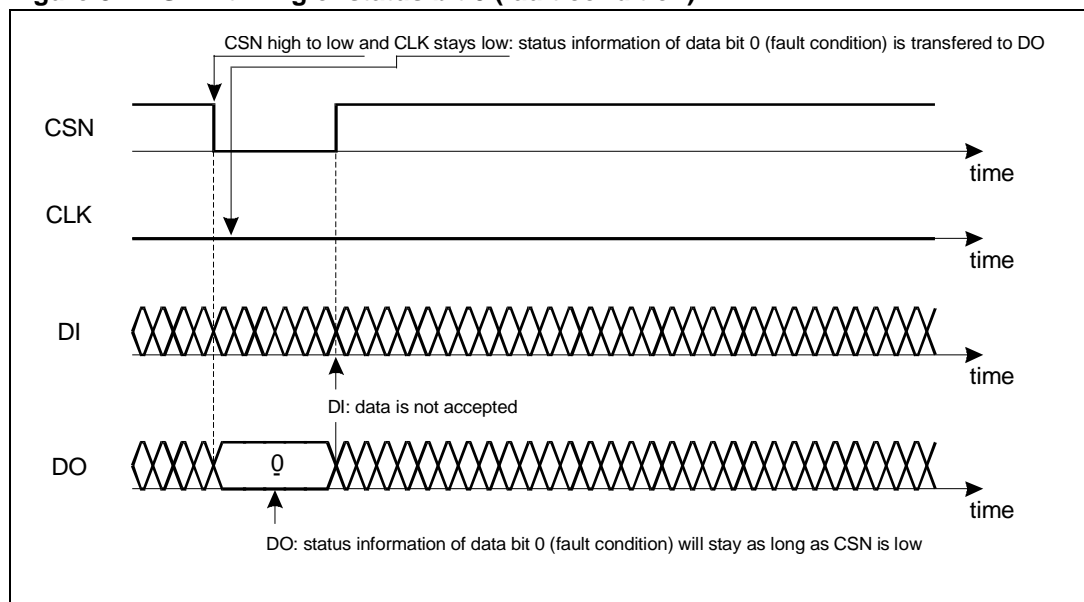 CSN high to low and CLK stays low: status information of data bit 0 (fault condition) is transfered to DO
CSN
time
CLK
time
DI
time
DI: data is not accepted
DO
0
time
DO: status information of data bit 0 (fault condition) will stay as long as CSN is low